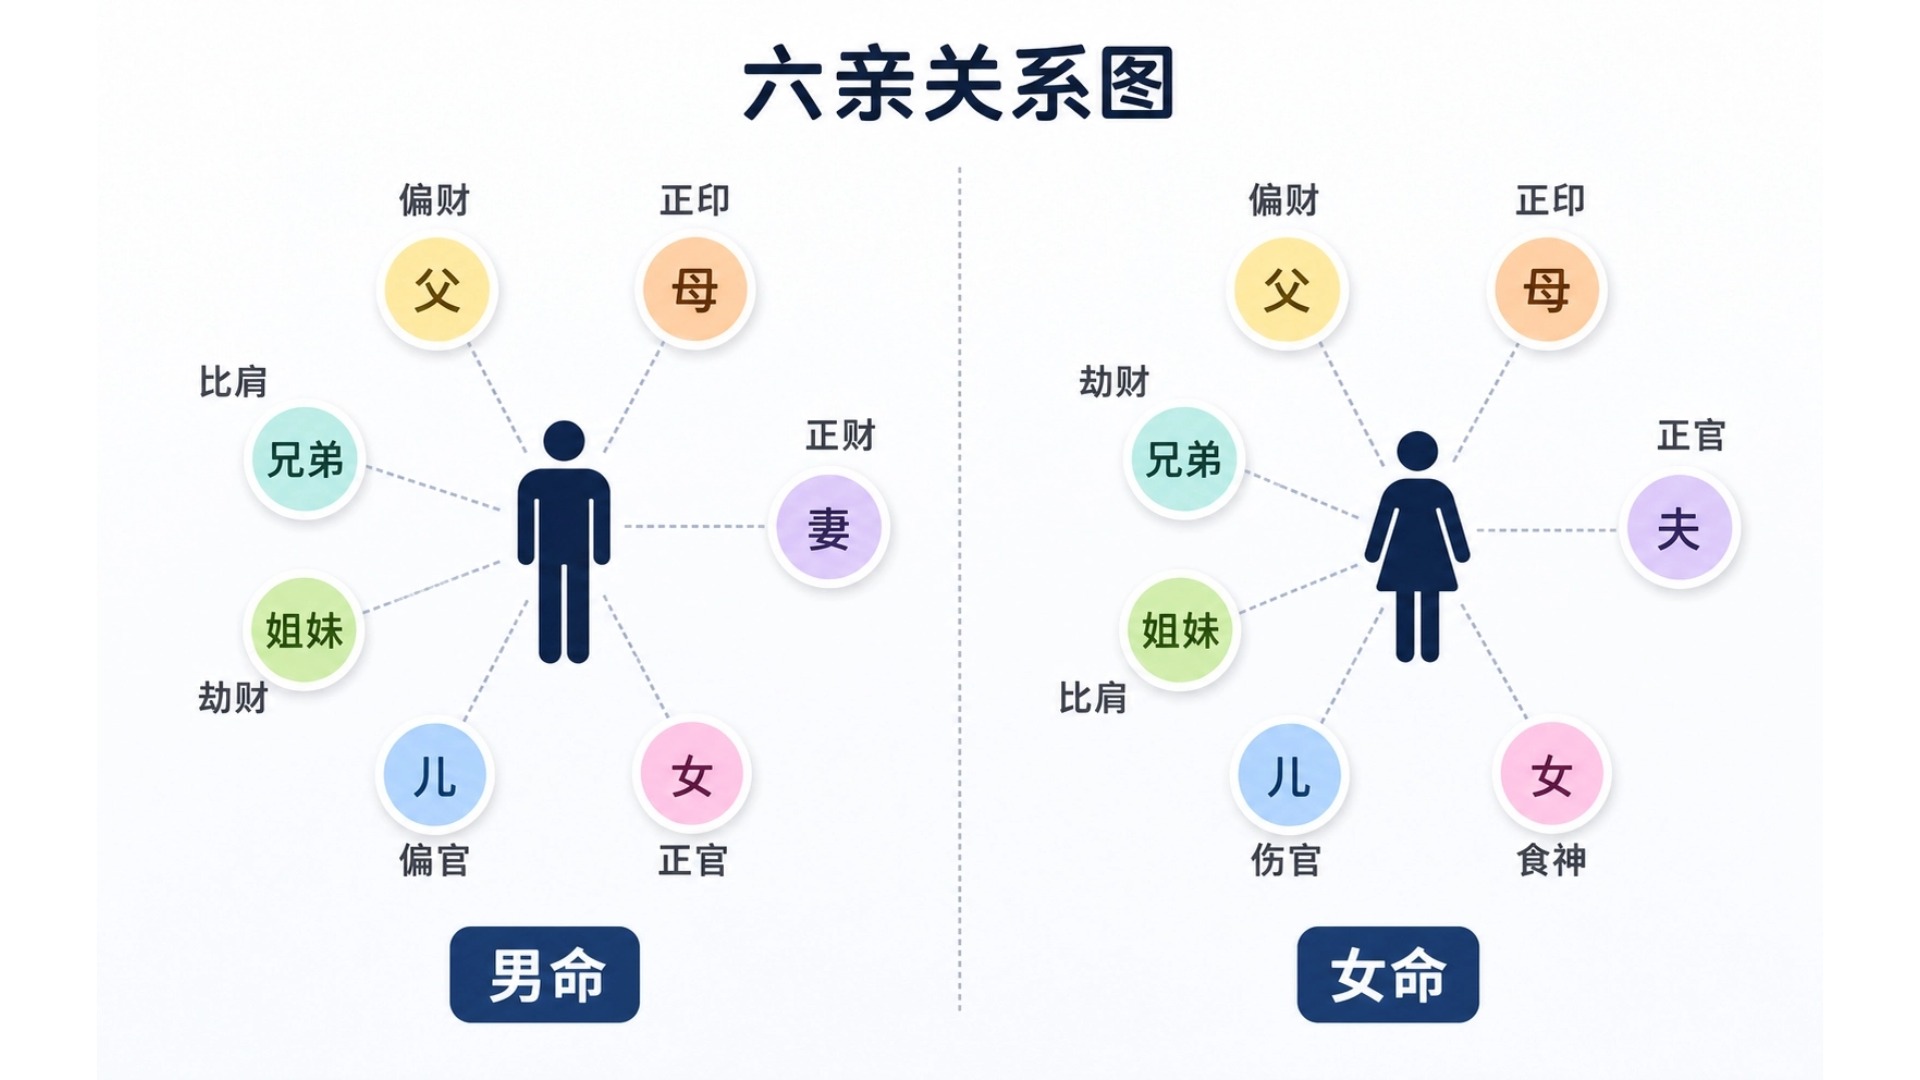 六亲关系图
偏财
正印
父
母
比肩
兄弟
正财
妻
姐妹
劫财
儿
女
偏官
正官
男命
偏财
正印
父
母
劫财
兄弟
正官
夫
姐妹
比肩
儿
女
伤官
食神
女命